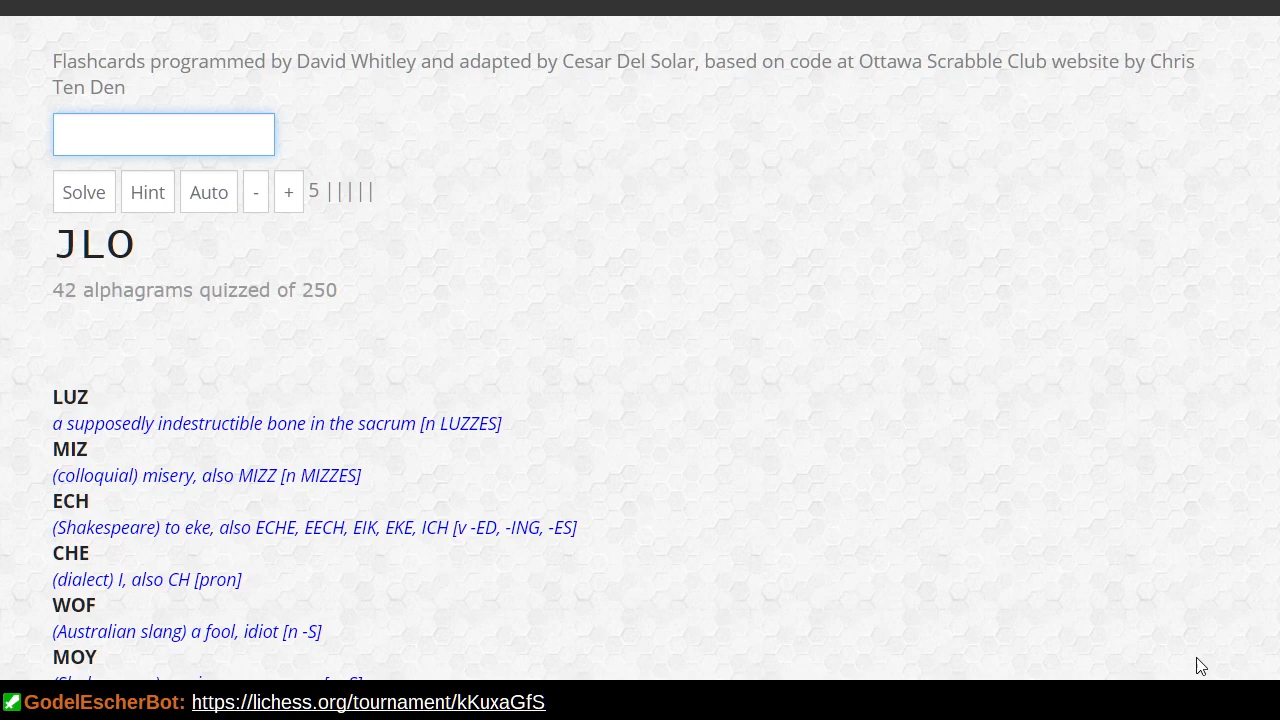 Flashcards programmed by David Whitley and adapted by Cesar Del Solar, based on code at Ottawa Scrabble Club website by Chris
Ten Den
Solve Hint Auto - + 5 |||||
JLO
42 alphagrams quizzed of 250
LUZ
a supposedly indestructible bone in the sacrum [n LUZZES]
MIZ
(colloquial) misery, also MIZZ [n MIZZES]
ECH
(Shakespeare) to eke, also ECHE, EECH, EIK, EKE, ICH [v -ED, -ING, -ES]
CHE
(dialect) I, also CH [pron]
WOF
(Australian slang) a fool, idiot [n -S]
MOY
GodelEscherBot: https://lichess.org/tournament/kKuxaGfS